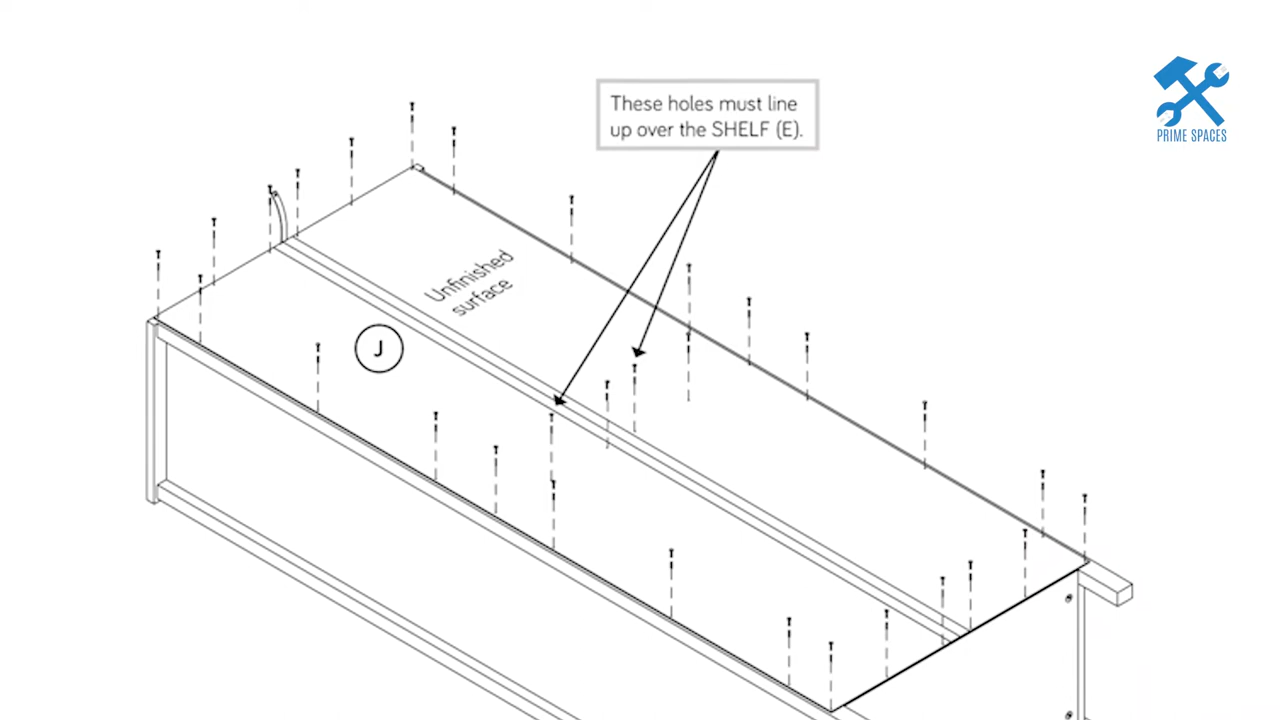 These holes must line
up over the SHELF (E).
PRIME SPACES
Unfinished
surface
J